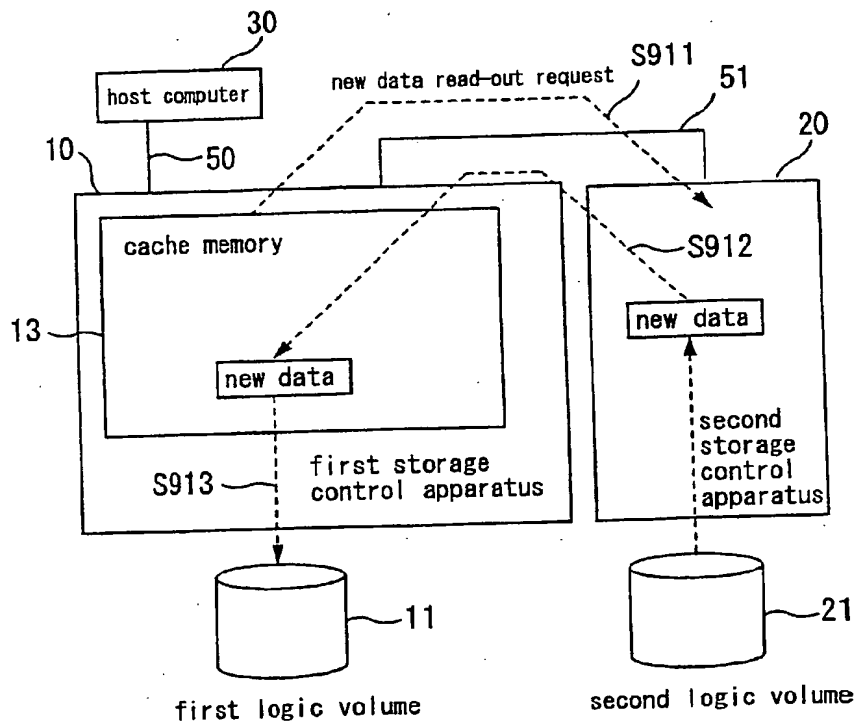 30
host computer
new data read-out request
S911
51
10
50
20
cache memory
S912
13
new data
new data
second
storage
control
apparatus
S913
first storage
control apparatus
11
21
first logic volume
second logic volume